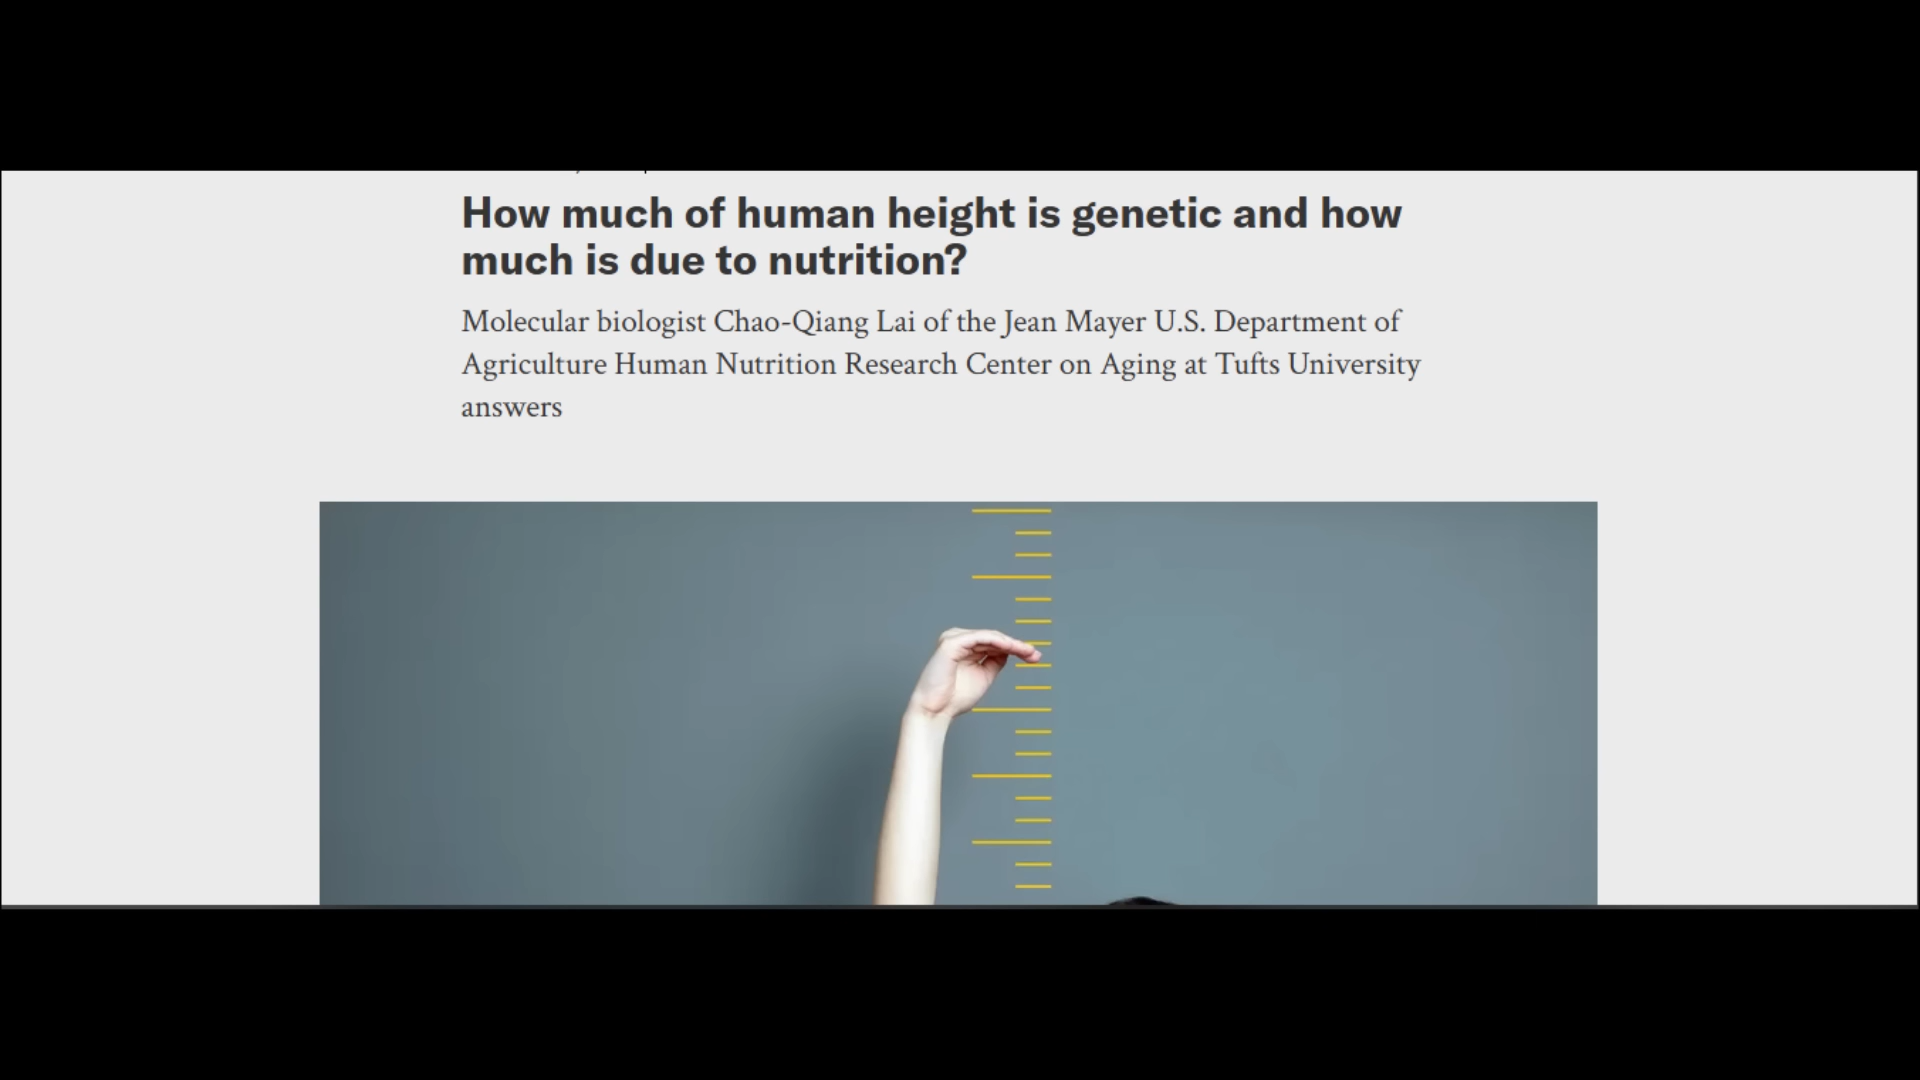 How much of human height is genetic and how
much is due to nutrition?
Molecular biologist Chao-Qiang Lai of the Jean Mayer U.S. Department of
Agriculture Human Nutrition Research Center on Aging at Tufts University
answers